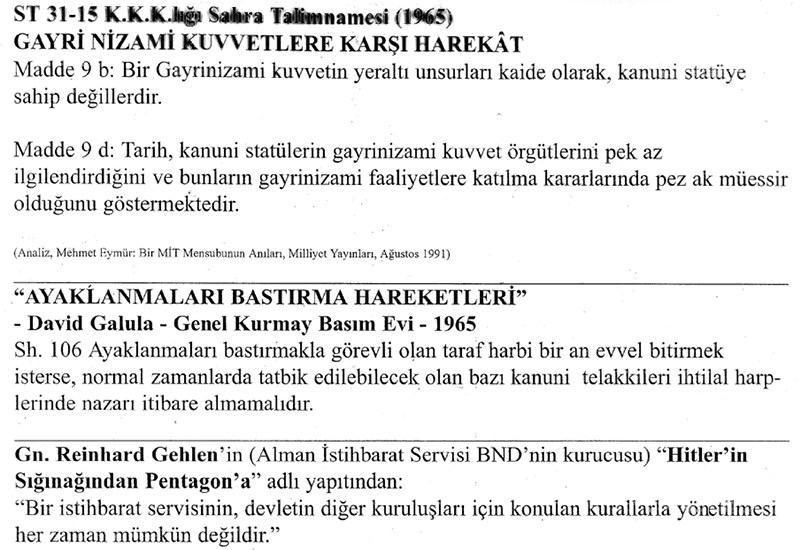 ST 31-15 K.K.K.lığı Sahra Talimnamesi (1965)
GAYRİ NİZAMİ KUVVETLERE KARŞI HAREKÂT
Madde 9 b: Bir Gayrinizami kuvvetin yeraltı unsurları kaide olarak, kanuni statüye
sahip değillerdir.
Madde 9 d: Tarih, kanuni statülerin gayrinizami kuvvet örgütlerini pek az
ilgilendirdiğini ve bunların gayrinizami faaliyetlere katılma kararlarında pez ak müessir
olduğunu göstermektedir.
(Analiz, Mehmet Eymür: Bir MİT Mensubunun Anıları, Milliyet Yayınları, Ağustos 1991)
“AYAKLANMALARI BASTIRMA HAREKETLERİ”
- David Galula - Genel Kurmay Basım Evi - 1965
Sh. 106 Ayaklanmaları bastırmakla görevli olan taraf harbi bir an evvel bitirmek
isterse, normal zamanlarda tatbik edilebilecek olan bazı kanuni telakkileri ihtilal harp-
lerinde nazarı itibare almamalıdır.
Gn. Reinhard Gehlen’in (Alman İstihbarat Servisi BND’nin kurucusu) “Hitler’in
Sığınağından Pentagon’a” adlı yapıtından:
“Bir istihbarat servisinin, devletin diğer kuruluşları için konulan kurallarla yönetilmesi
her zaman mümkün değildir.”